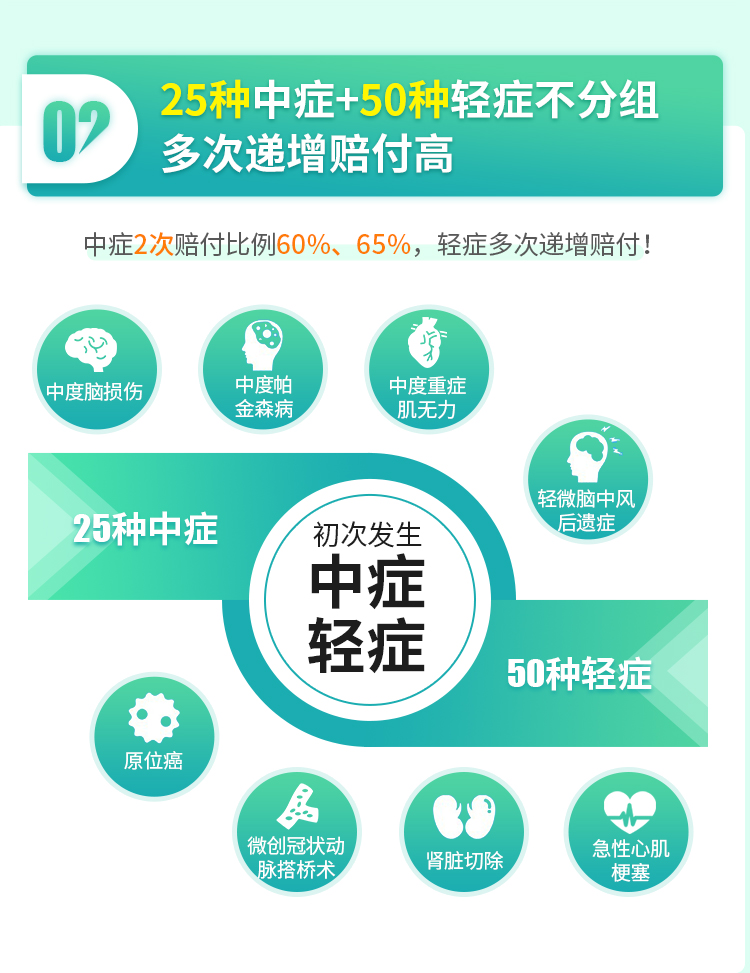 02
25种中症+50种轻症不分组
多次递增赔付高
中症2次赔付比例60%、65%，轻症多次递增赔付！
中度脑损伤
中度帕
金森病
中度重症
肌无力
轻微脑中风
后遗症
25种中症
初次发生
中症
轻症
50种轻症
原位癌
微创冠状动
脉搭桥术
肾脏切除
急性心肌
梗塞